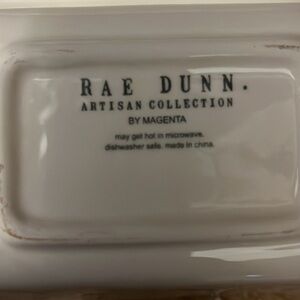 RAE DUNN.
ARTISAN COLLECTION
BY MAGENTA
may get hot in microwave.
dishwasher safe. made in china.